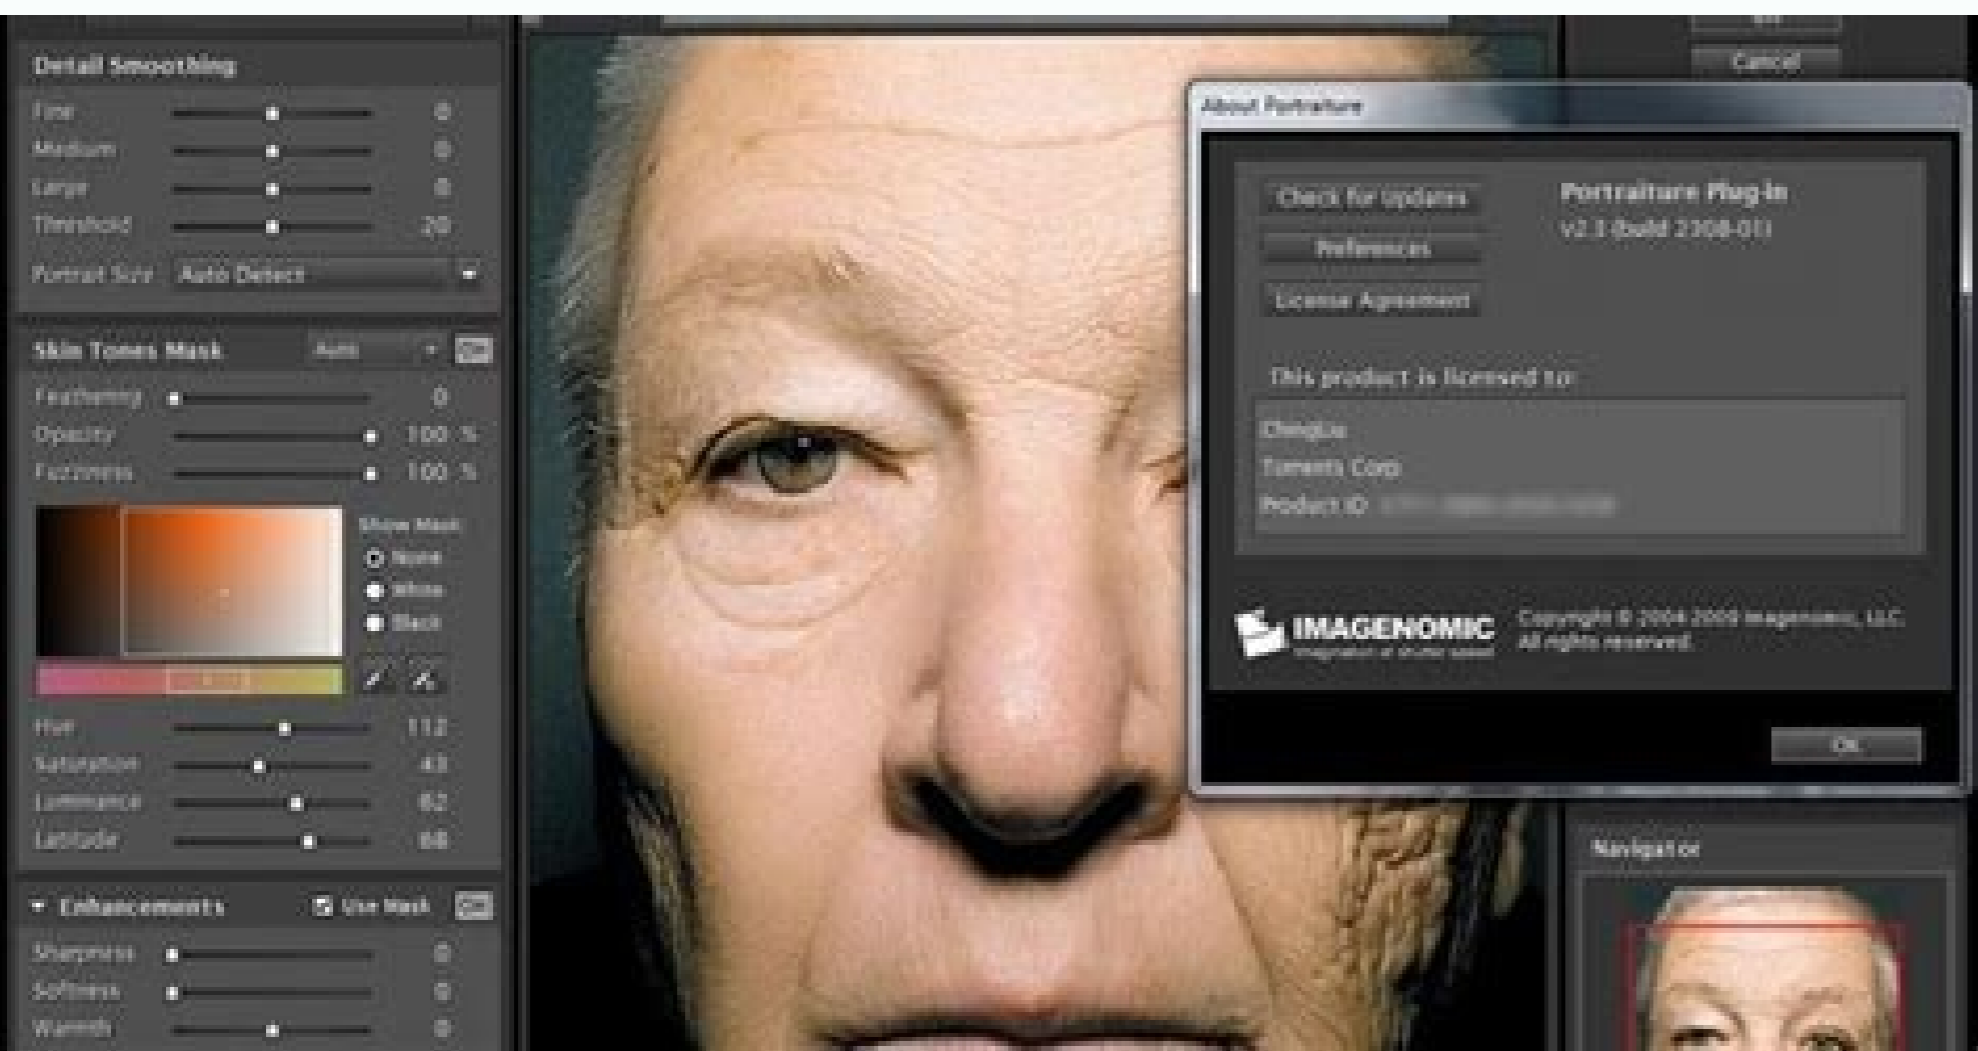 Detail Smoothing
Fine 0
Medium 0
Large 0
Threshold 20
Portrait Size Auto Detect
Skin Tones Mask Auto On
Feathering 0
Opacity 100 %
Fuzziness 100 %
Show Mask
None
White
Black
Hue 112
Saturation 43
Luminance 62
Latitude 68
Enhancements Use Mask On
Sharpness 0
Softness 0
Warmth 0
Cancel
About Portraiture
Check for Updates
Preferences
License Agreement
Portraiture Plug-in
v2.3 (build 2308-01)
This product is licensed to:
ChingLiu
Torrents Corp
Product ID
IMAGENOMIC
Copyright © 2004-2009 Imagenomic, LLC.
All rights reserved.
OK
Navigator